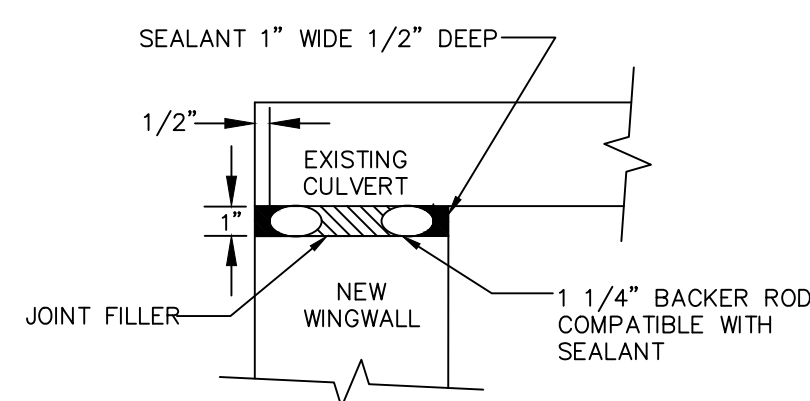 SEALANT 1” WIDE 1/2” DEEP
1/2”
EXISTING
CULVERT
1”
JOINT FILLER
NEW
WINGWALL
1 1/4” BACKER ROD
COMPATIBLE WITH
SEALANT